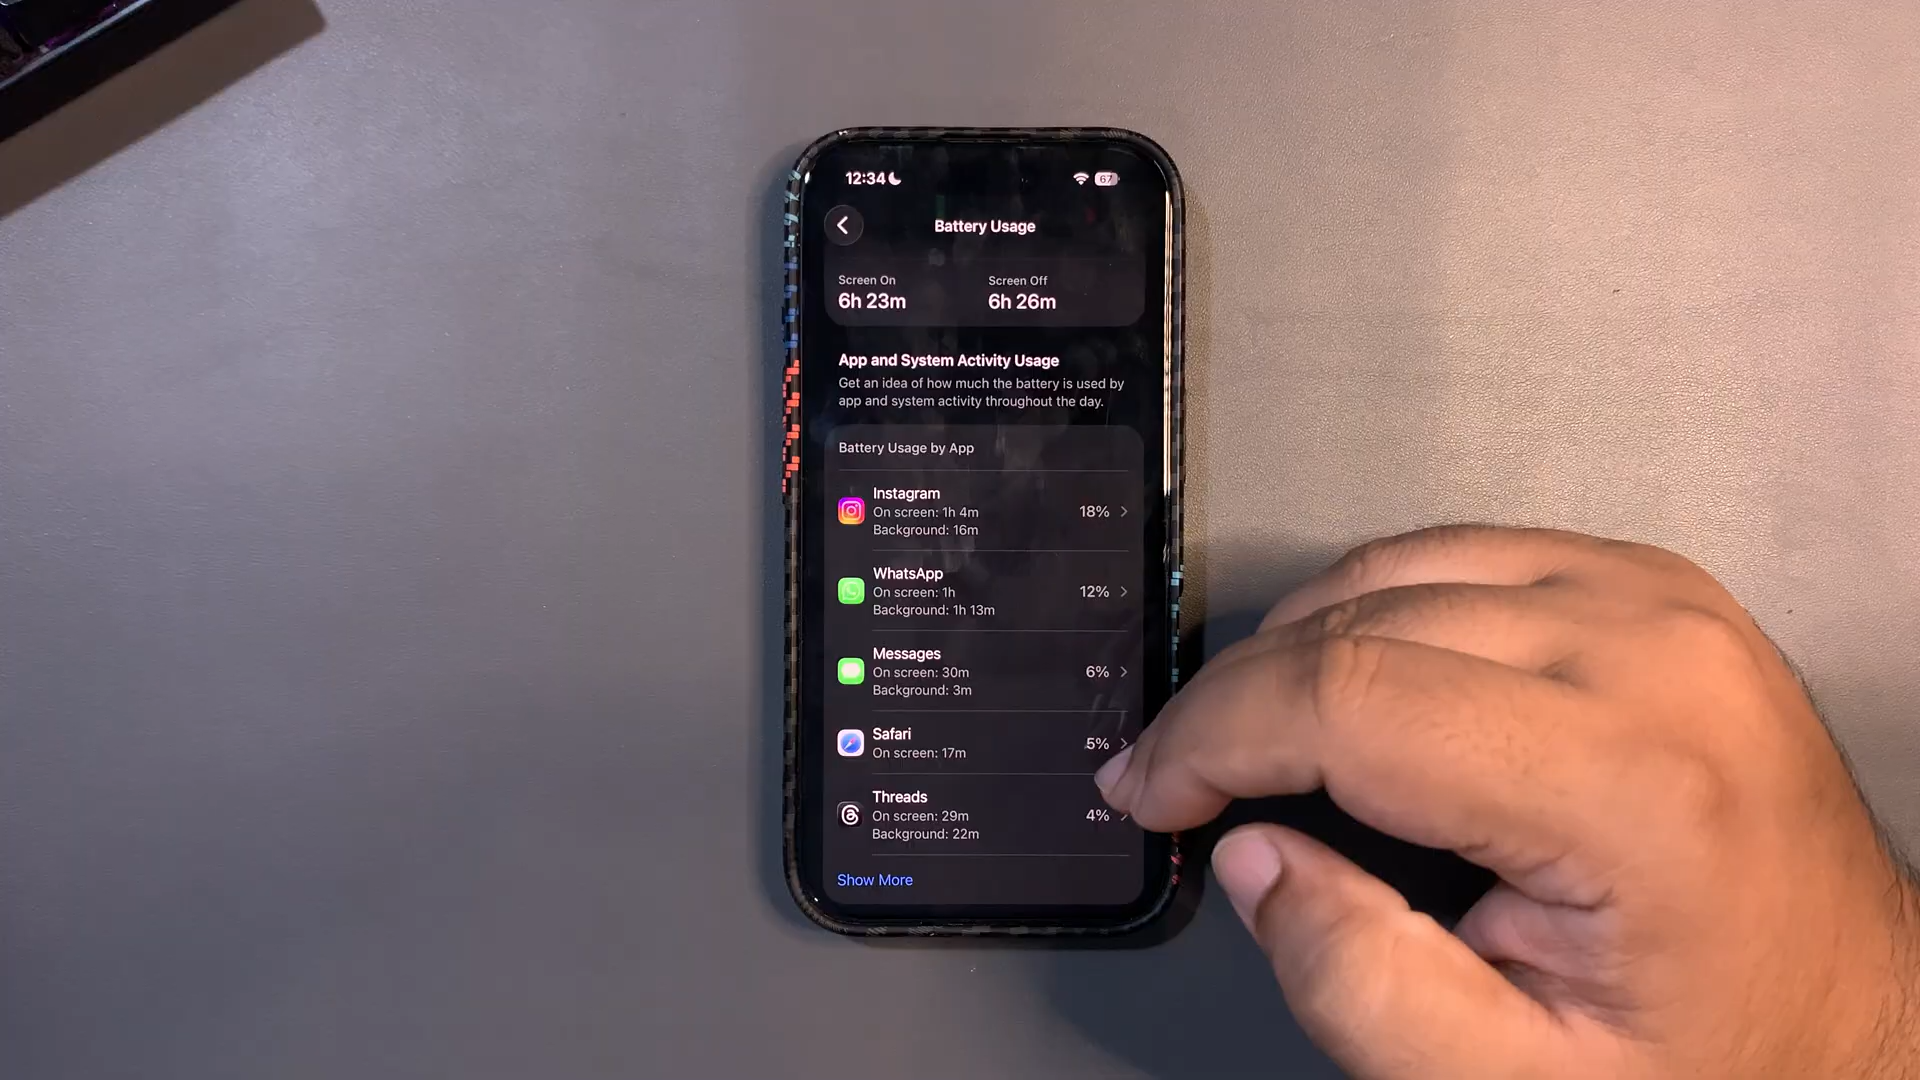 12:34
67
Battery Usage
Screen On
Screen Off
6h 23m
6h 26m
App and System Activity Usage
Get an idea of how much the battery is used by
app and system activity throughout the day.
Battery Usage by App
Instagram
On screen: 1h 4m
Background: 16m
18%
WhatsApp
On screen: 1h
Background: 1h 13m
12%
Messages
On screen: 30m
Background: 3m
6%
Safari
On screen: 17m
5%
Threads
On screen: 29m
Background: 22m
4%
Show More